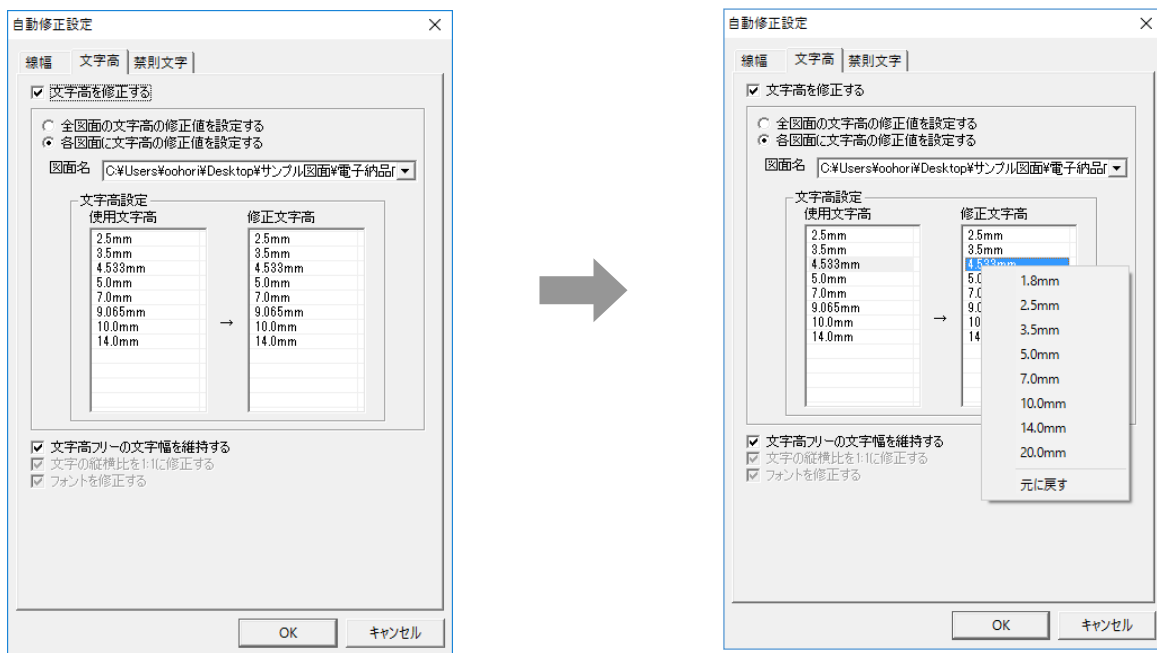 自動修正設定
線幅 文字高 禁則文字
文字高を修正する
全図面の文字高の修正値を設定する
各図面に文字高の修正値を設定する
図面名 C:¥Users¥oohori¥Desktop¥サンプル図面¥電子納品
文字高設定
使用文字高 修正文字高
2.5mm 2.5mm
3.5mm 3.5mm
4.533mm 4.533mm
5.0mm 5.0mm
7.0mm 7.0mm
9.065mm 9.065mm
10.0mm → 10.0mm
14.0mm 14.0mm
文字高フリーの文字幅を維持する
文字の縦横比を1:1に修正する
フォントを修正する
OK キャンセル
自動修正設定
線幅 文字高 禁則文字
文字高を修正する
全図面の文字高の修正値を設定する
各図面に文字高の修正値を設定する
図面名 C:¥Users¥oohori¥Desktop¥サンプル図面¥電子納品
文字高設定
使用文字高 修正文字高
2.5mm 2.5mm
3.5mm 3.5mm
4.533mm 4.533mm
5.0mm 5.0
7.0mm 7.0
9.065mm 9.0
10.0mm → 10
14.0mm 14
1.8mm
2.5mm
3.5mm
5.0mm
7.0mm
10.0mm
14.0mm
20.0mm
元に戻す
文字高フリーの文字幅を維持する
文字の縦横比を1:1に修正する
フォントを修正する
OK キャンセル